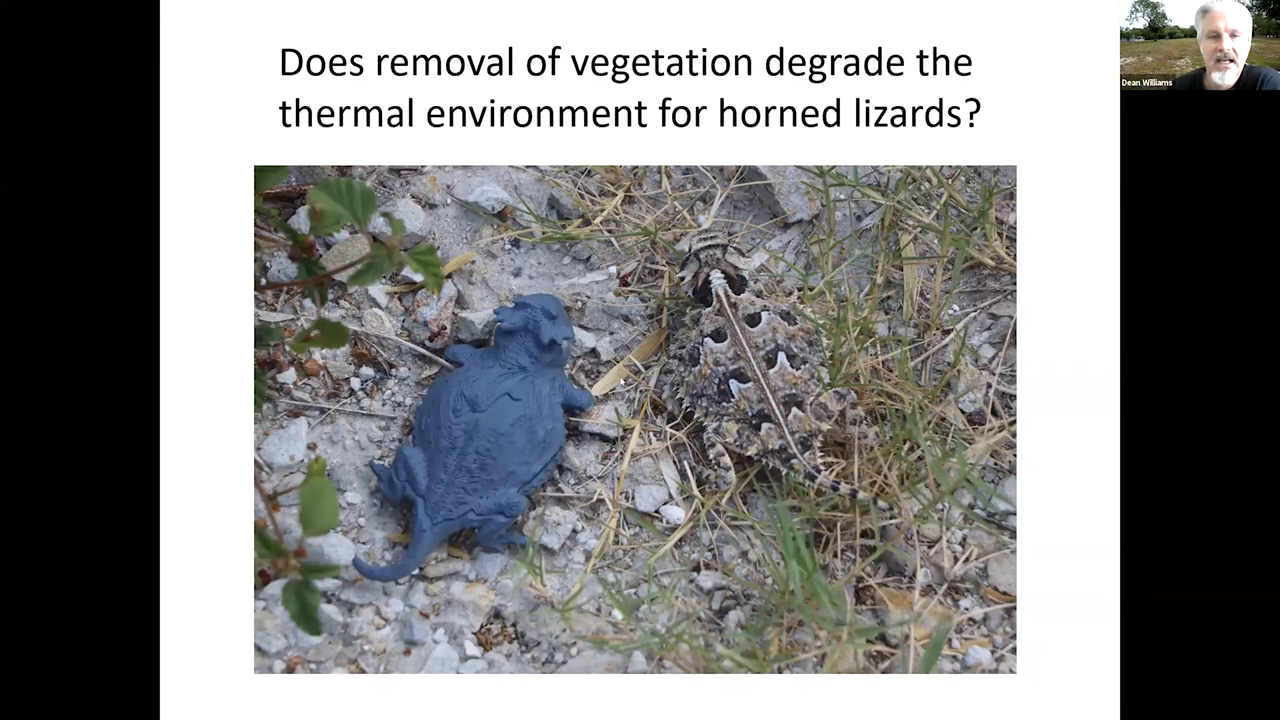 Does removal of vegetation degrade the
thermal environment for horned lizards?
Dean Williams